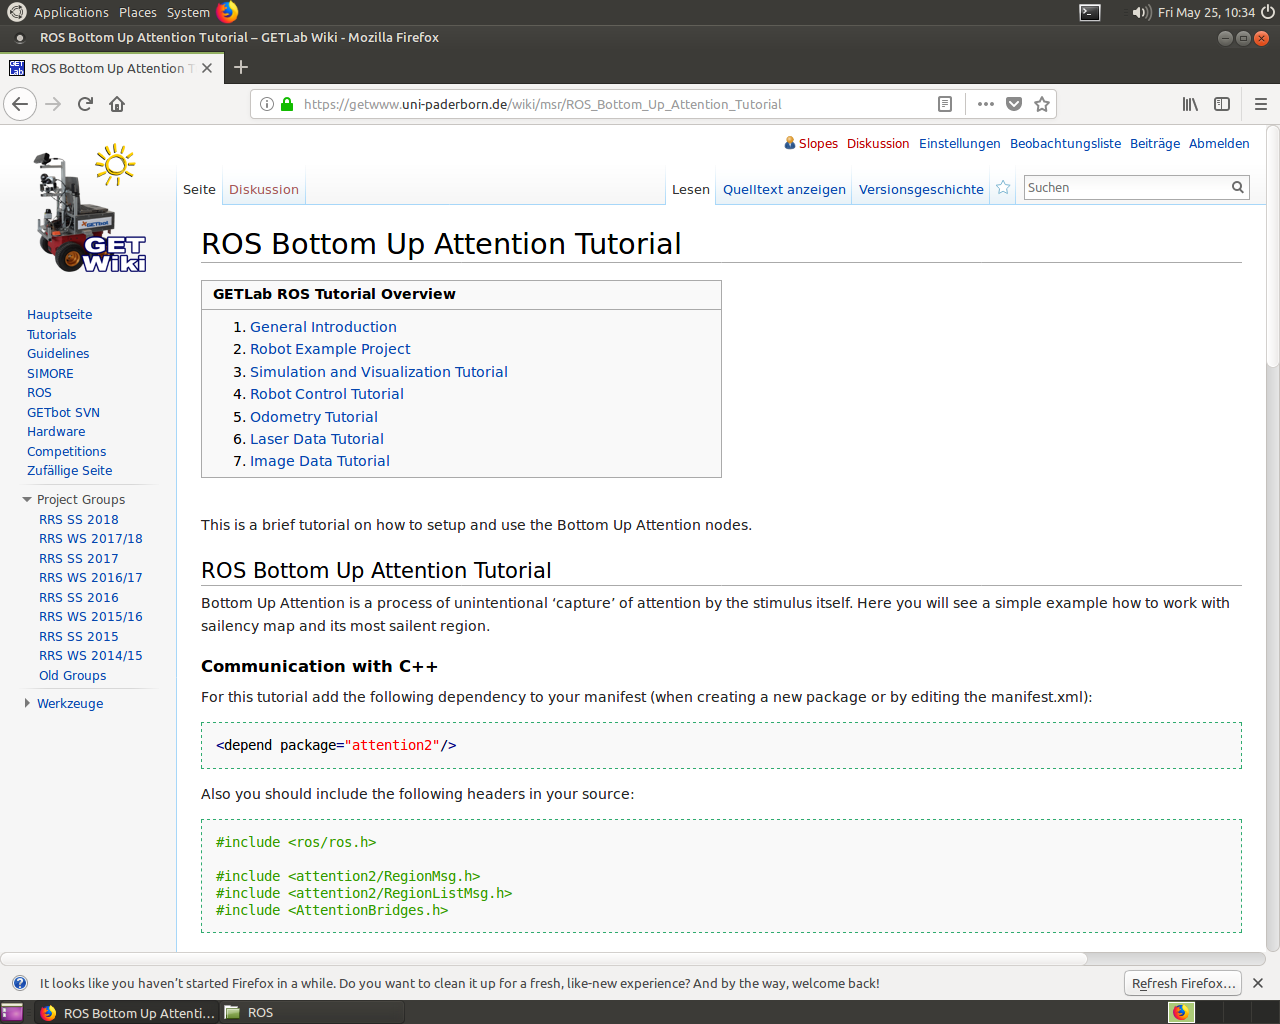 Applications Places System
Fri May 25, 10:34
ROS Bottom Up Attention Tutorial – GETLab Wiki - Mozilla Firefox
ROS Bottom Up Attention T
https://getwww.uni-paderborn.de/wiki/msr/ROS_Bottom_Up_Attention_Tutorial
Slopes Diskussion Einstellungen Beobachtungsliste Beiträge Abmelden
Seite Diskussion Lesen Quelltext anzeigen Versionsgeschichte Suchen
GET
Wiki
Hauptseite
Tutorials
Guidelines
SIMORE
ROS
GETbot SVN
Hardware
Competitions
Zufällige Seite
Project Groups
RRS SS 2018
RRS WS 2017/18
RRS SS 2017
RRS WS 2016/17
RRS SS 2016
RRS WS 2015/16
RRS SS 2015
RRS WS 2014/15
Old Groups
Werkzeuge
ROS Bottom Up Attention Tutorial
GETLab ROS Tutorial Overview
1. General Introduction
2. Robot Example Project
3. Simulation and Visualization Tutorial
4. Robot Control Tutorial
5. Odometry Tutorial
6. Laser Data Tutorial
7. Image Data Tutorial
This is a brief tutorial on how to setup and use the Bottom Up Attention nodes.
ROS Bottom Up Attention Tutorial
Bottom Up Attention is a process of unintentional ‘capture’ of attention by the stimulus itself. Here you will see a simple example how to work with
sailency map and its most sailent region.
Communication with C++
For this tutorial add the following dependency to your manifest (when creating a new package or by editing the manifest.xml):
<depend package="attention2"/>
Also you should include the following headers in your source:
#include <ros/ros.h>
#include <attention2/RegionMsg.h>
#include <attention2/RegionListMsg.h>
#include <AttentionBridges.h>
It looks like you haven’t started Firefox in a while. Do you want to clean it up for a fresh, like-new experience? And by the way, welcome back!
Refresh Firefox...
ROS Bottom Up Attenti...
ROS